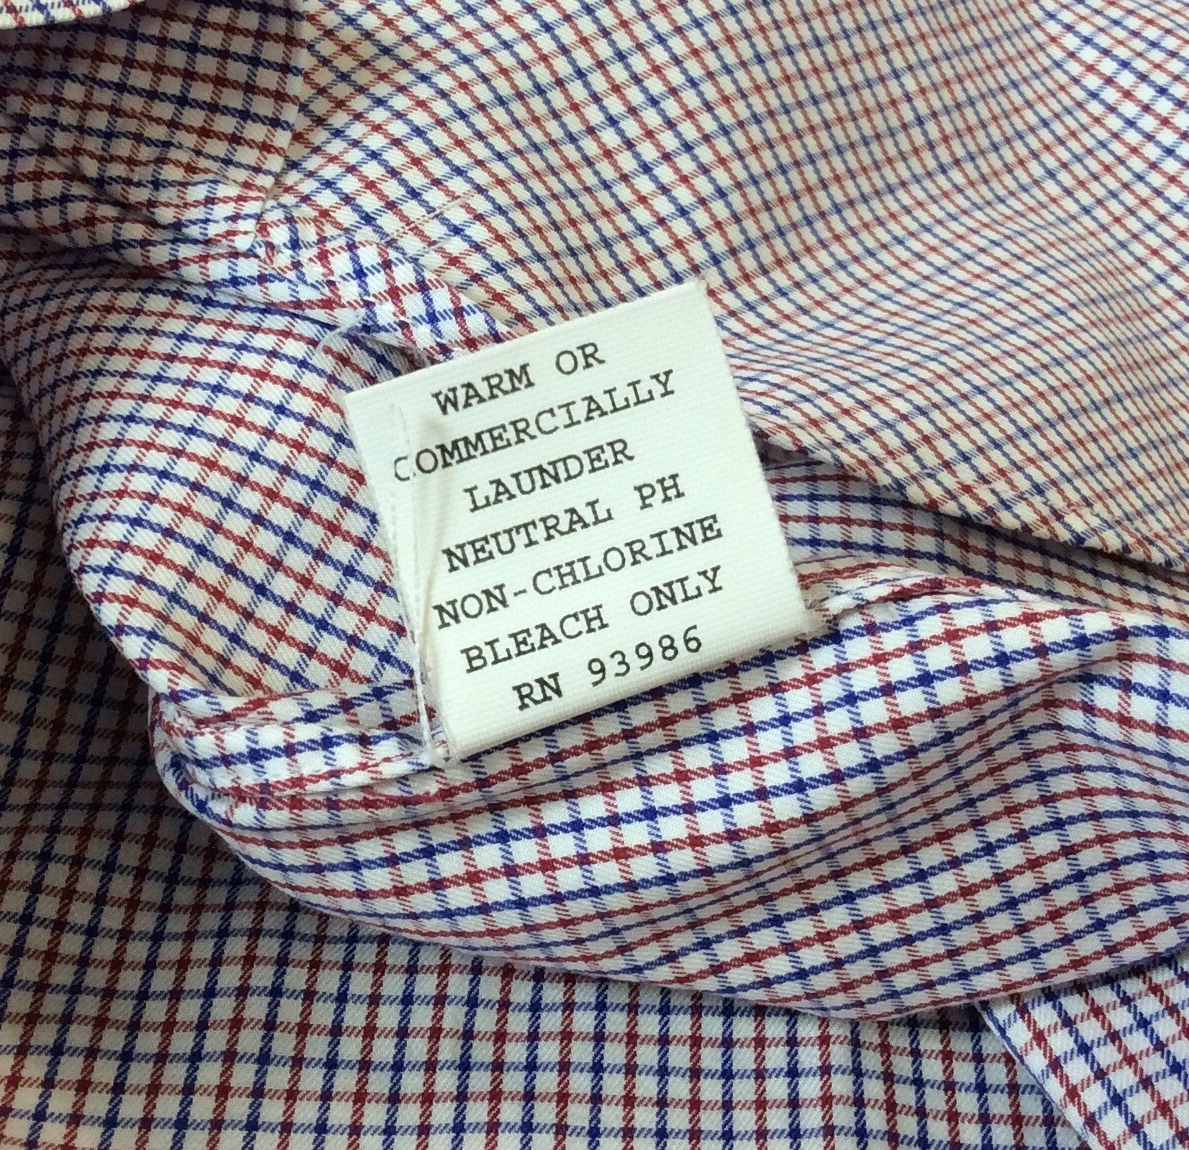 WARM OR
COMMERCIALLY
LAUNDER
NEUTRAL PH
NON-CHLORINE
BLEACH ONLY
RN 93986